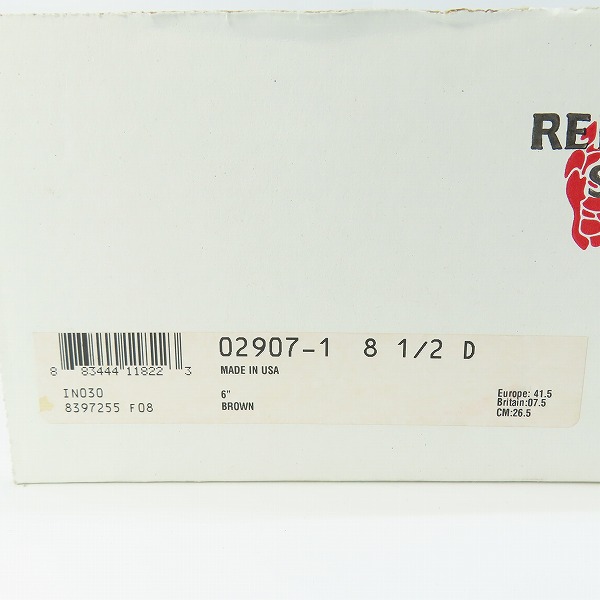 RE
S
02907-1 8 1/2 D
8 83444 11822 3
MADE IN USA
IN030
6"
Europe: 41.5
8397255 F08
BROWN
Britain:07.5
CM:26.5